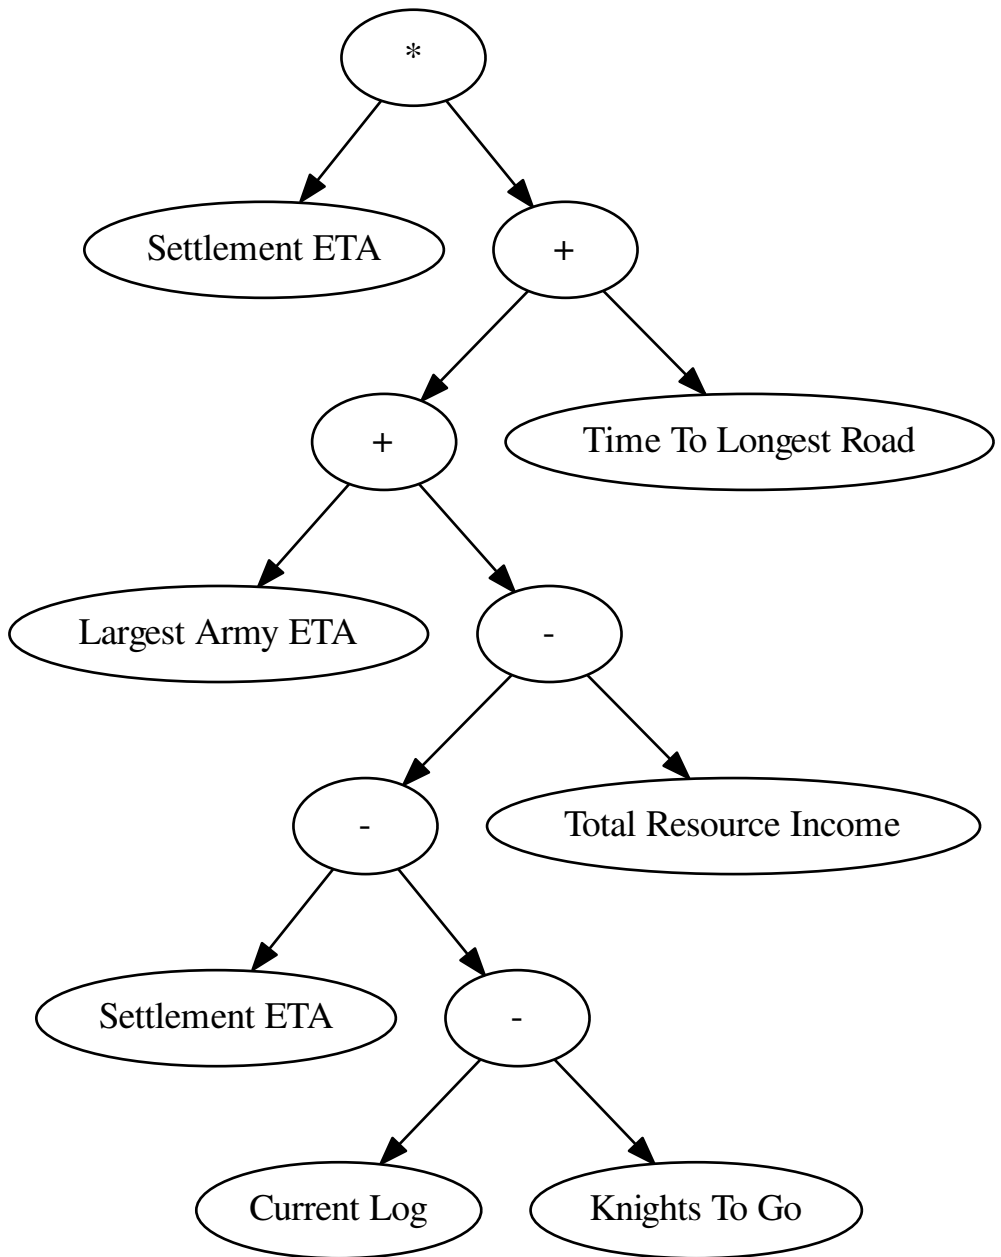 *
Settlement ETA
+
+
Time To Longest Road
Largest Army ETA
-
-
Total Resource Income
Settlement ETA
-
Current Log
Knights To Go